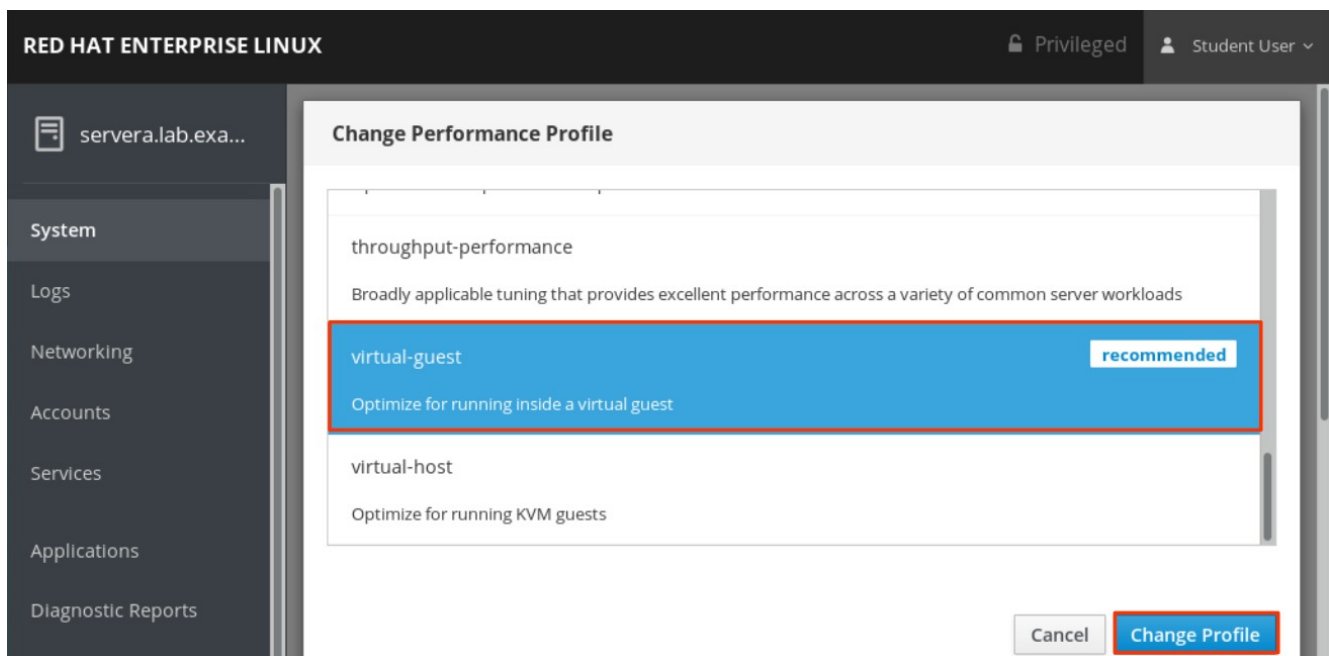 RED HAT ENTERPRISE LINUX
Privileged
Student User
servera.lab.exa...
System
Logs
Networking
Accounts
Services
Applications
Diagnostic Reports
Change Performance Profile
throughput-performance
Broadly applicable tuning that provides excellent performance across a variety of common server workloads
virtual-guest
recommended
Optimize for running inside a virtual guest
virtual-host
Optimize for running KVM guests
Cancel
Change Profile